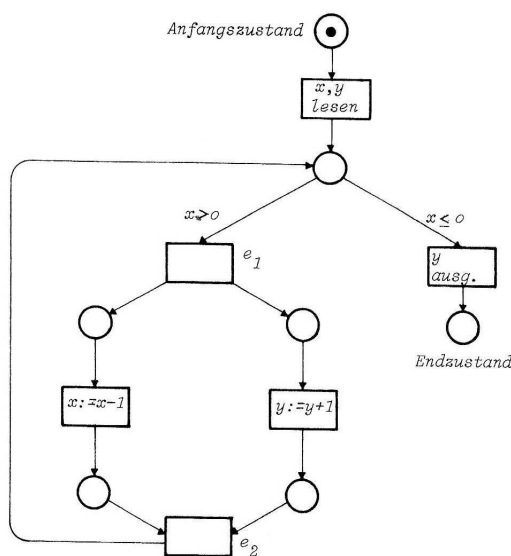 Anfangszustand
x,y
lesen
x>0
x≤0
e1
y
ausg.
Endzustand
x:=x-1
y:=y+1
e2